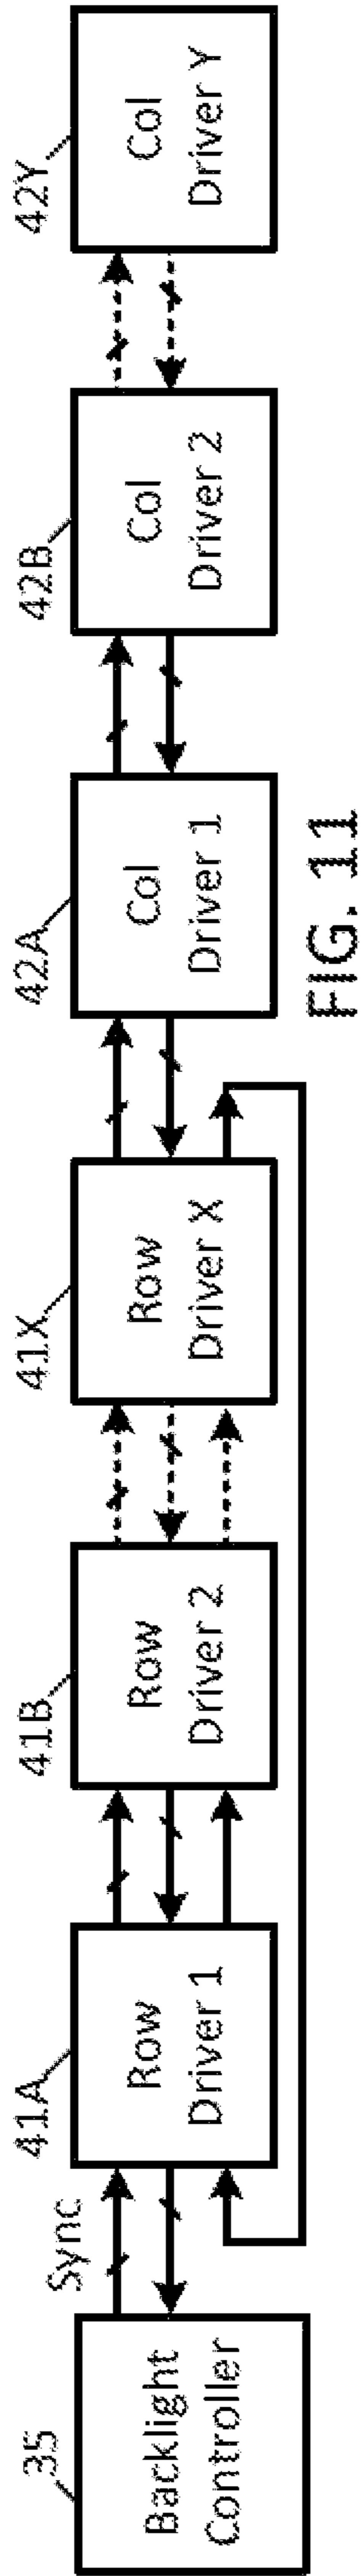 35
Backlight
Controller
Sync
41A
Row
Driver 1
41B
Row
Driver 2
41X
Row
Driver X
42A
Col
Driver 1
42B
Col
Driver 2
42Y
Col
Driver Y
FIG. 11